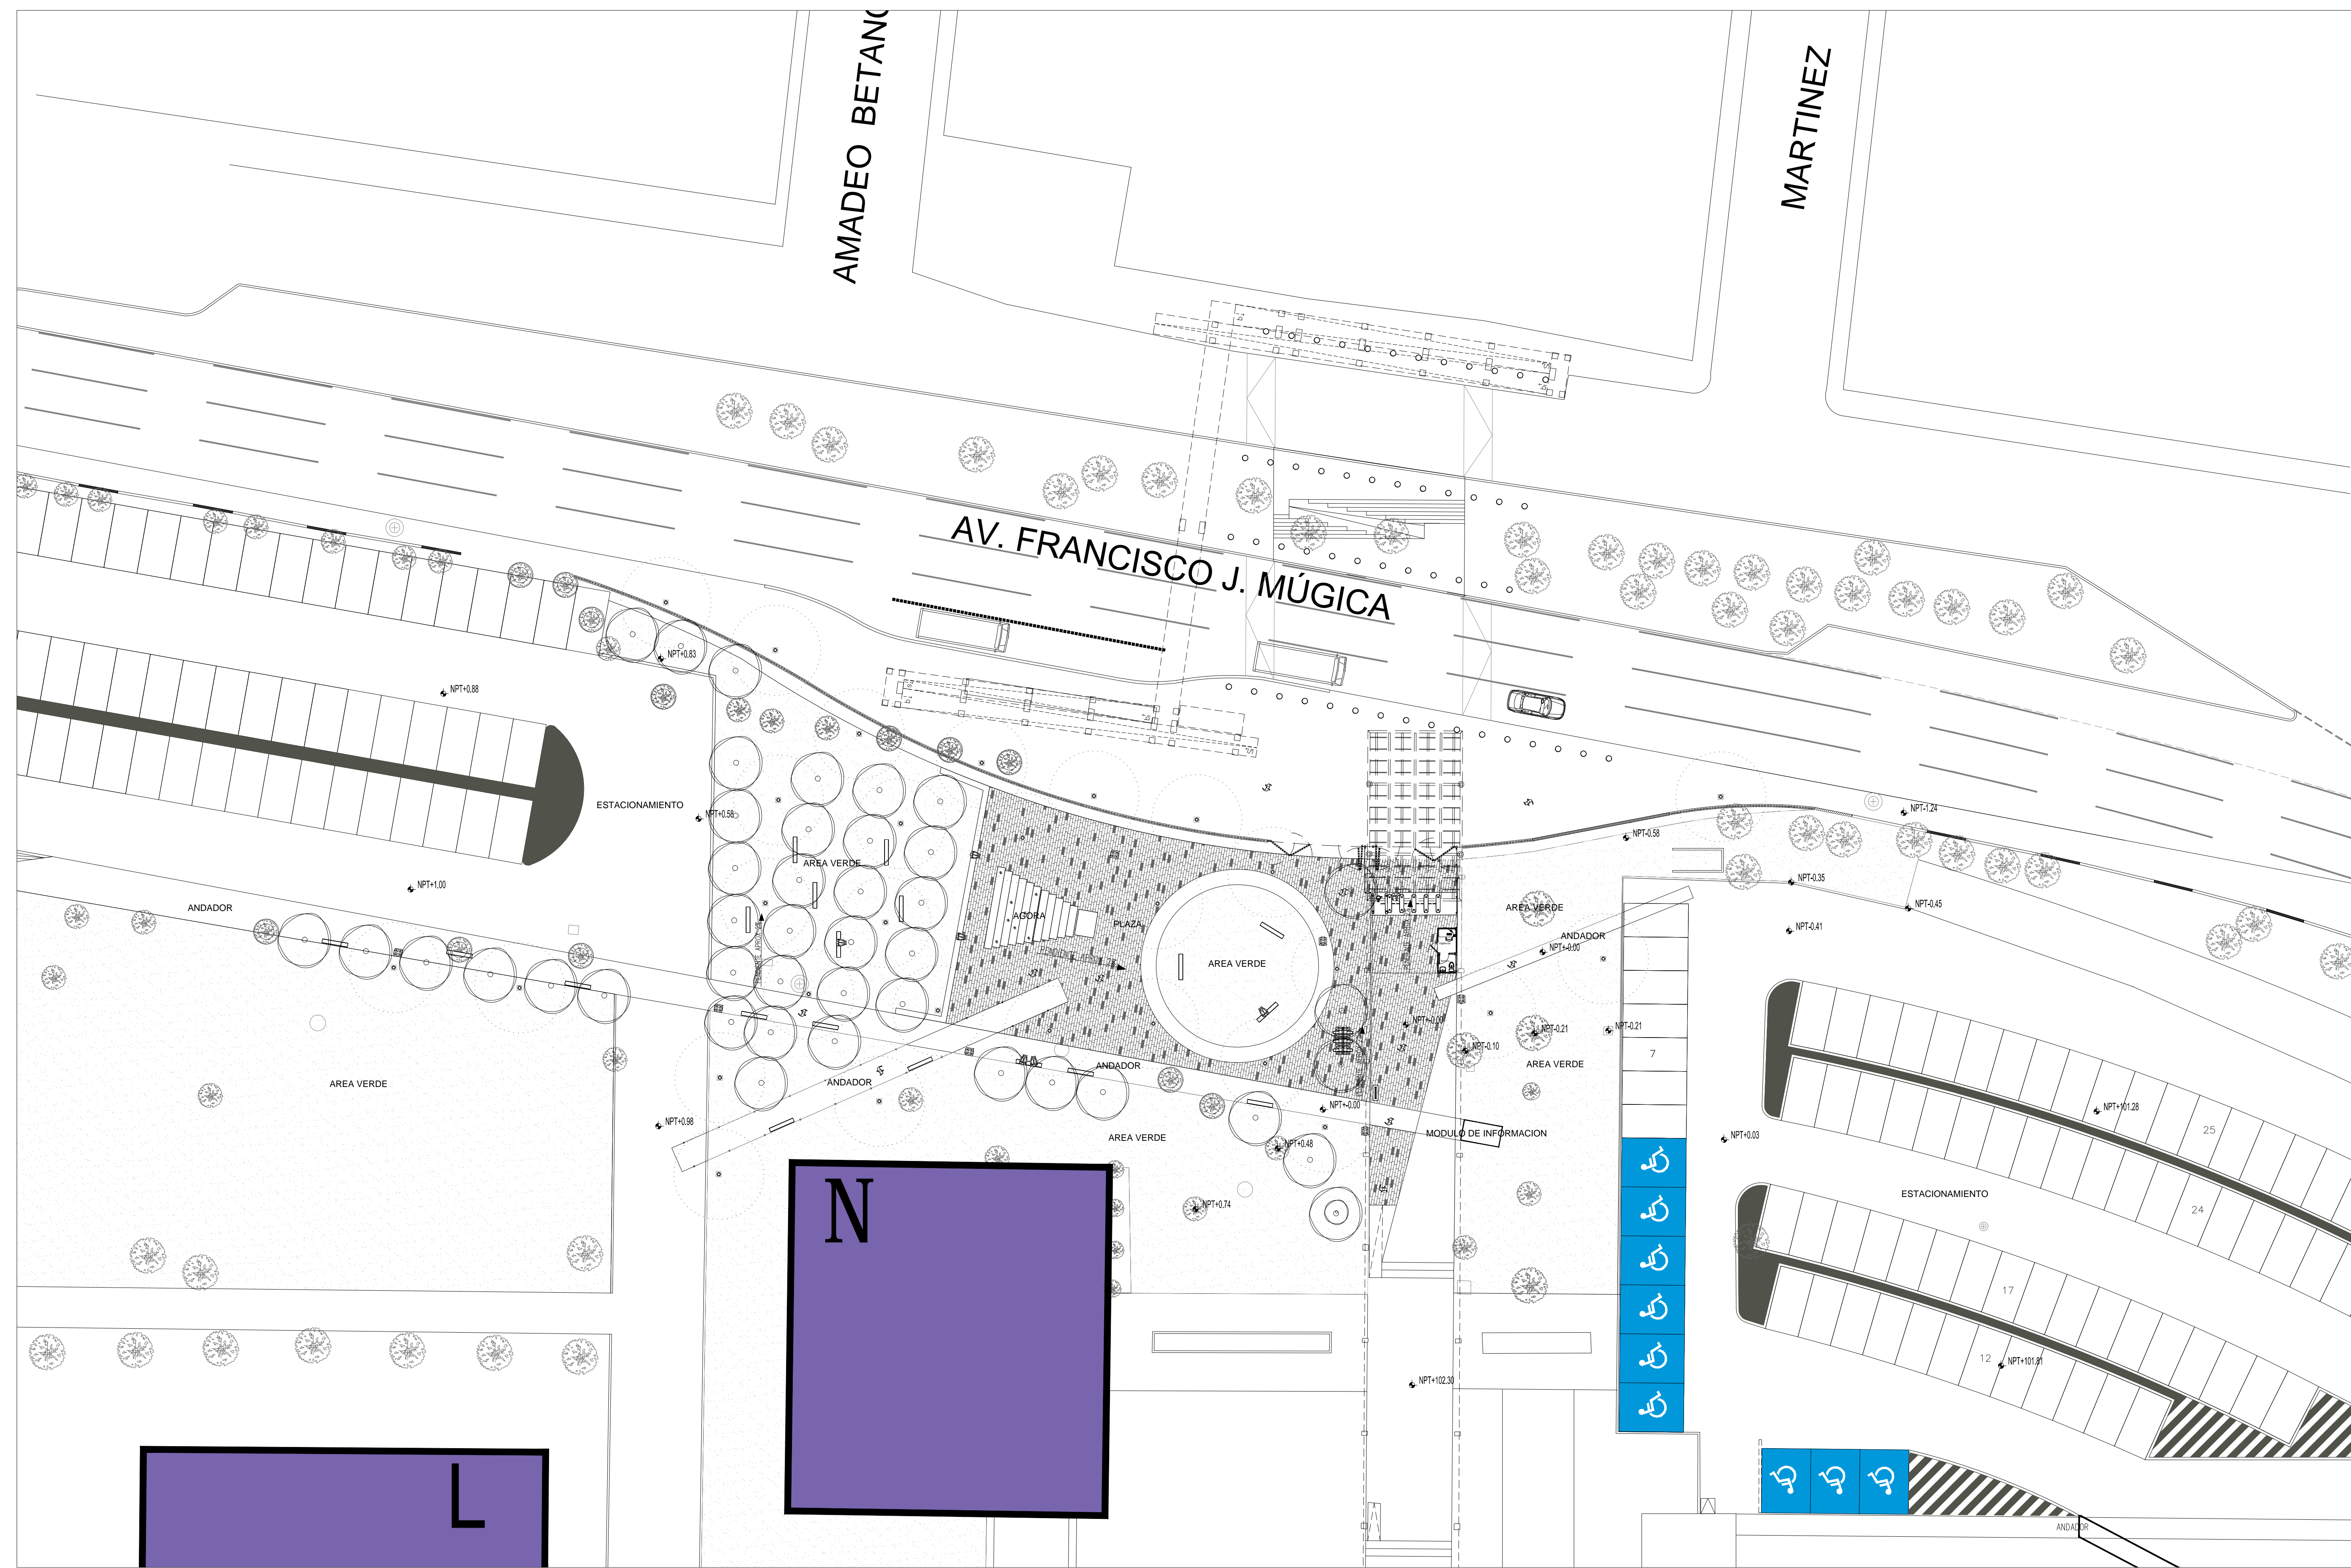 AMADEO BETANC
MARTINEZ
AV. FRANCISCO J. MÚGICA
NPT+0.83
NPT+0.88
ESTACIONAMIENTO
NPT+0.58
NPT-1.24
NPT-0.58
AREA VERDE
NPT-0.35
NPT+1.00
ANDADOR
AGORA
PLAZA
AREA VERDE
NPT-0.45
NPT-0.41
ANDADOR
NPT+-0.00
AREA VERDE
NPT+-0.00
NPT-0.21
NPT-0.21
NPT-0.10
7
AREA VERDE
ANDADOR
AREA VERDE
ANDADOR
NPT+-0.00
NPT+101.28
NPT+0.98
25
MODULO DE INFORMACION
AREA VERDE
NPT+0.03
NPT+0.48
N
ESTACIONAMIENTO
NPT+0.74
24
17
12
NPT+101.81
NPT+102.30
L
ANDADOR